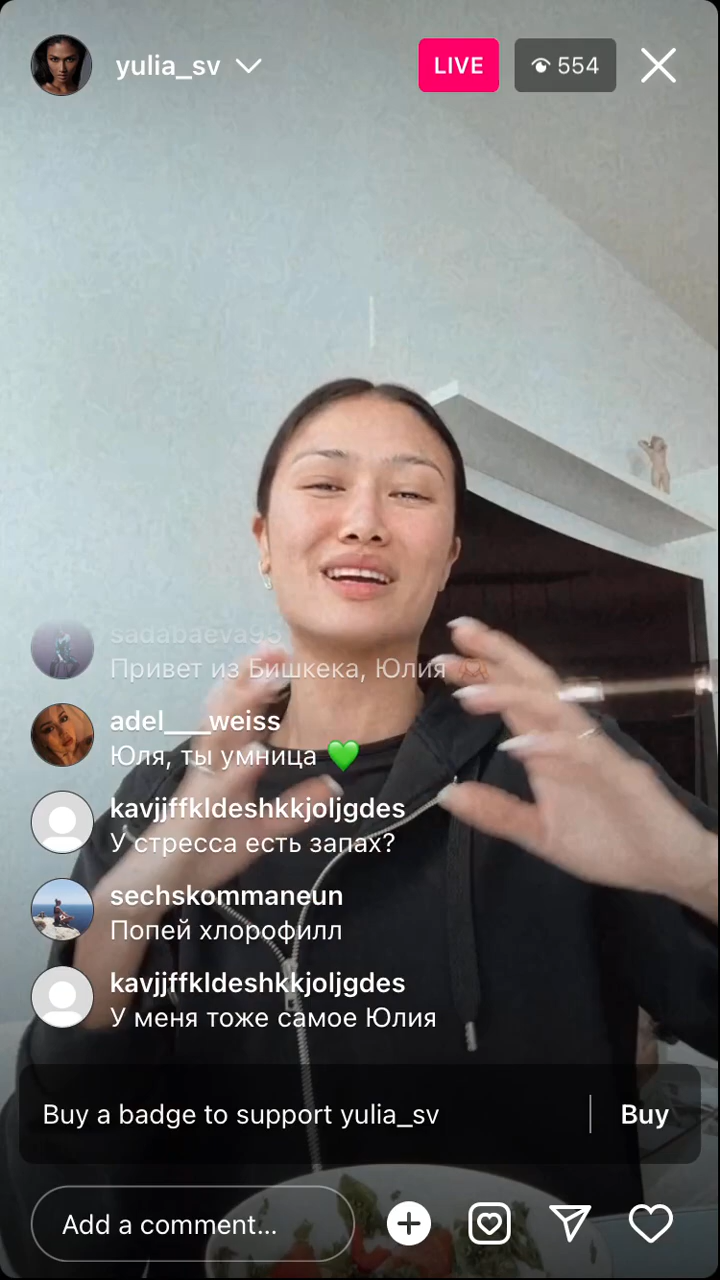 yulia_sv
LIVE
554
sadabaeva95
Привет из Бишкека, Юлия 🫶
adel___weiss
Юля, ты умница 💚
kavjjffkldeshkkjoljgdes
У стресса есть запах?
sechskommaneun
Попей хлорофилл
kavjjffkldeshkkjoljgdes
У меня тоже самое Юлия
Buy a badge to support yulia_sv
Buy
Add a comment...